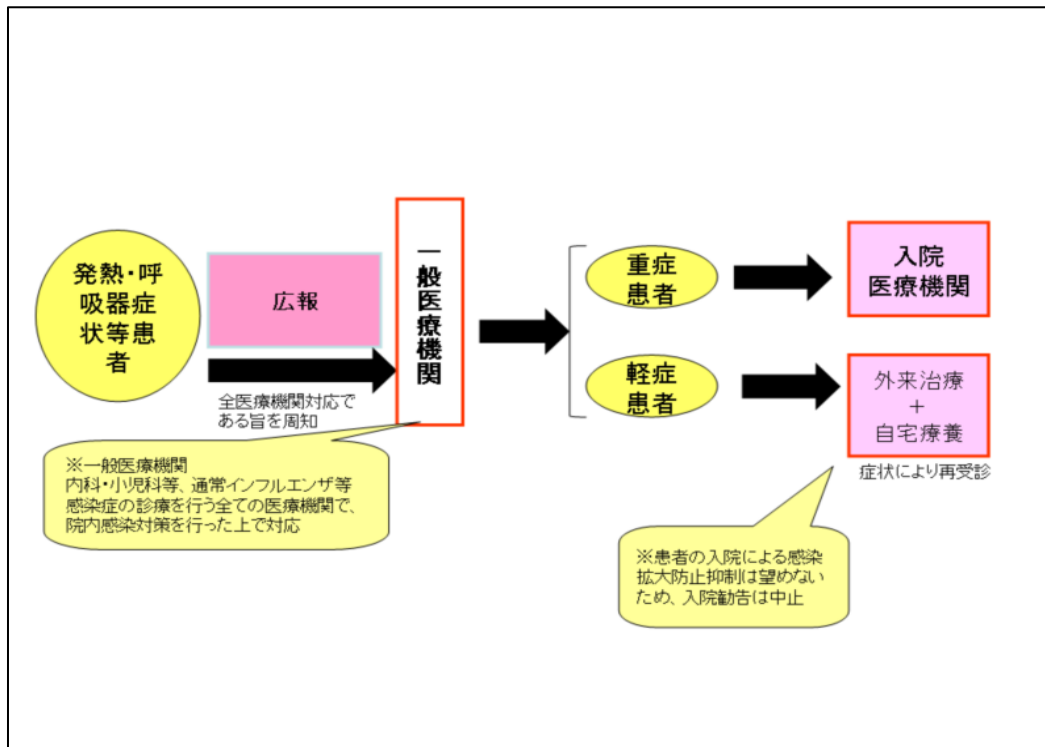 発熱・呼
吸器症
状等患
者
広報
全医療機関対応で
ある旨を周知
一般医療機関
※一般医療機関
内科・小児科等、通常インフルエンザ等
感染症の診療を行う全ての医療機関で、
院内感染対策を行った上で対応
重症
患者
入院
医療機関
軽症
患者
外来治療
+
自宅療養
症状により再受診
※患者の入院による感染
拡大防止抑制は望めない
ため、入院勧告は中止